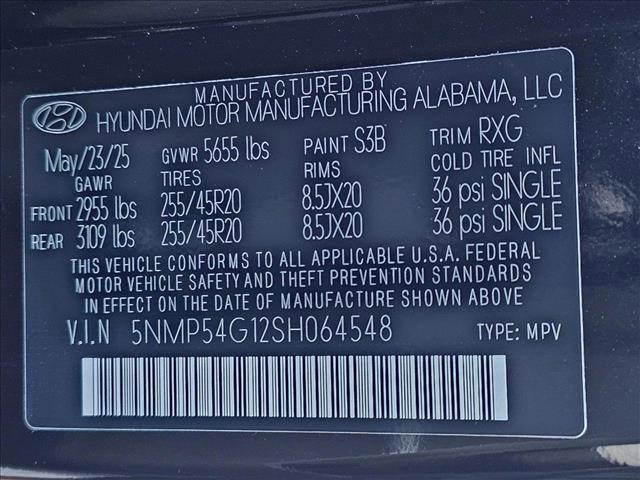 MANUFACTURED BY
HYUNDAI MOTOR MANUFACTURING ALABAMA, LLC
May/23/25 GVWR 5655 lbs PAINT S3B TRIM RXG
GAWR TIRES RIMS COLD TIRE INFL
FRONT 2955 lbs 255/45R20 8.5JX20 36 psi SINGLE
REAR 3109 lbs 255/45R20 8.5JX20 36 psi SINGLE
THIS VEHICLE CONFORMS TO ALL APPLICABLE U.S.A. FEDERAL
MOTOR VEHICLE SAFETY AND THEFT PREVENTION STANDARDS
IN EFFECT ON THE DATE OF MANUFACTURE SHOWN ABOVE
V.I.N 5NMP54G12SH064548 TYPE: MPV